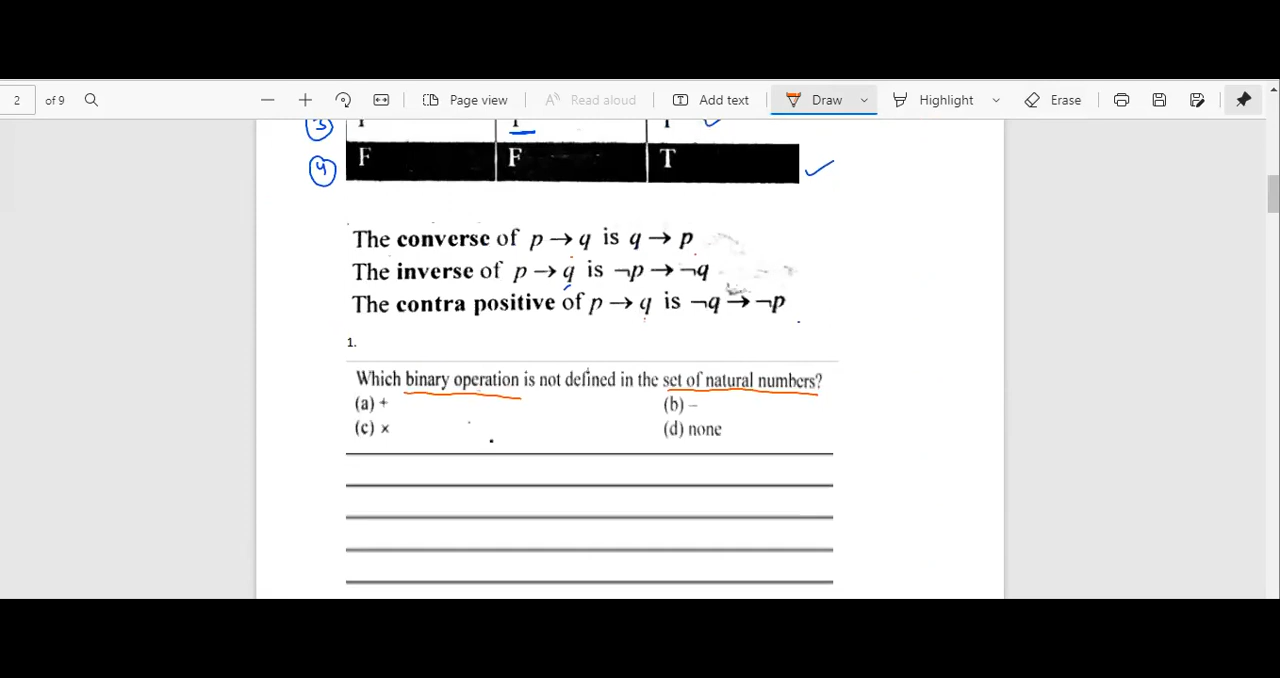 2 of 9 Page view Read aloud Add text Draw Highlight Erase
3
4 F F T
The converse of p → q is q → p
The inverse of p → q is ¬p → ¬q
The contra positive of p → q is ¬q → ¬p
1.
Which binary operation is not defined in the set of natural numbers?
(a) + (b) –
(c) × (d) none